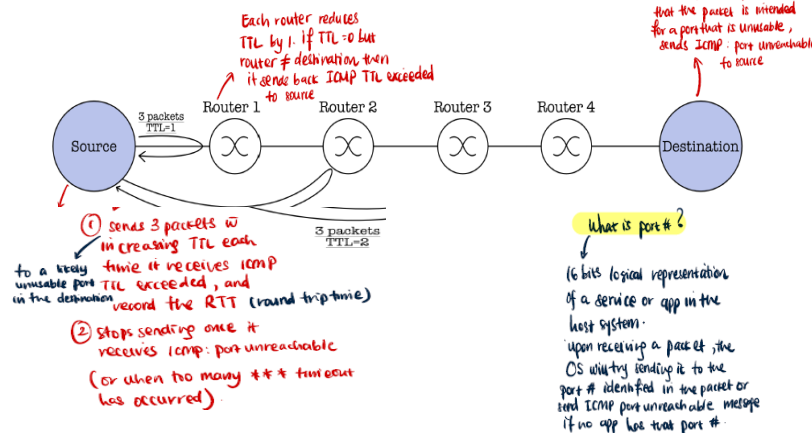 Each router reduces
TTL by 1. if TTL=0 but
router ≠ destination then
it sends back ICMP TTL exceeded
to source
that the packet is intended
for a port that is unusable,
sends ICMP: port unreachable
to source
3 packets
TTL=1
Router 1
Router 2
Router 3
Router 4
Source
Destination
3 packets
TTL=2
① sends 3 packets w̄
increasing TTL each
time it receives ICMP
TTL exceeded, and
record the RTT (round trip time)
to a likely
unusable port
in the destination
② stops sending once it
receives icmp: port unreachable
(or when too many *** timeout
has occurred).
what is port #?
16 bits logical representation
of a service or app in the
host system.
upon receiving a packet, the
OS will try sending it to the
port # identified in the packet or
send ICMP port unreachable message
if no app has that port #.